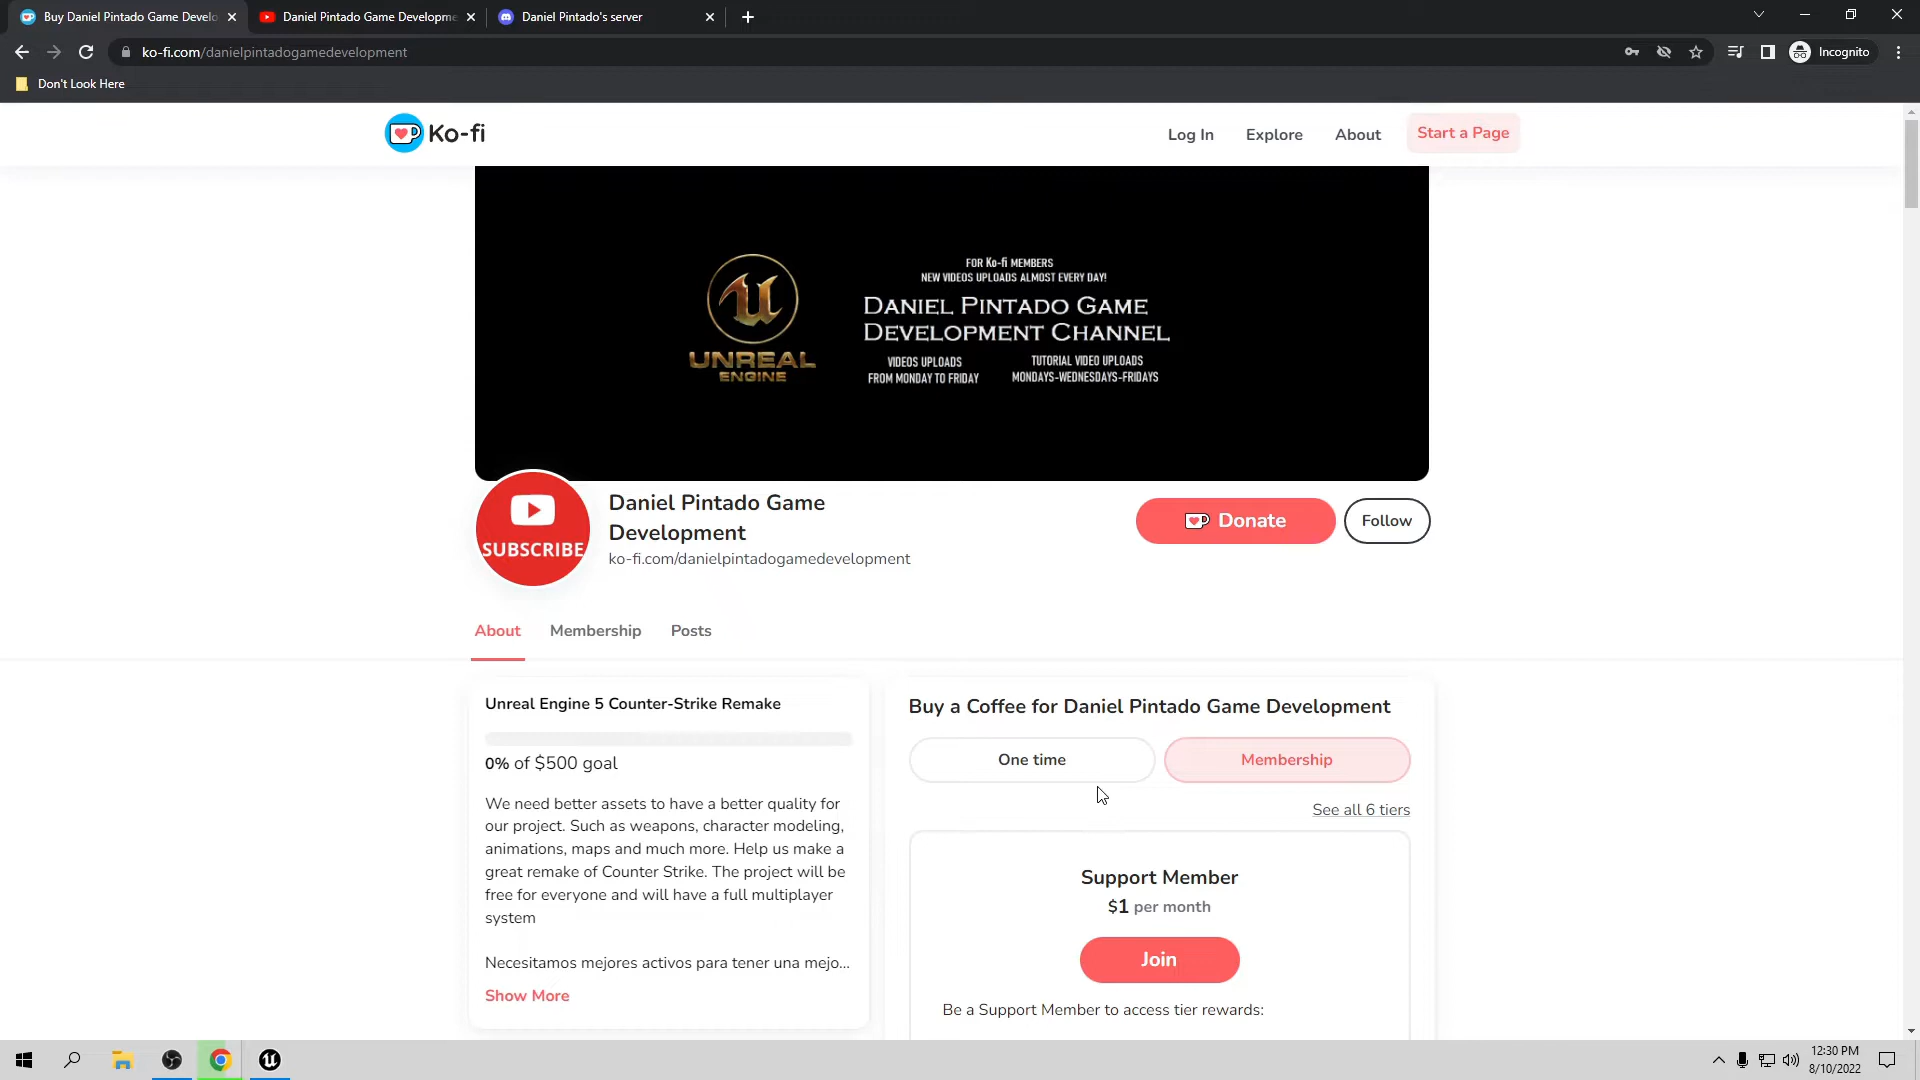 Buy Daniel Pintado Game Develo
Daniel Pintado Game Developme
Daniel Pintado's server
ko-fi.com/danielpintadogamedevelopment
Incognito
Don't Look Here
Ko-fi
Log In
Explore
About
Start a Page
FOR Ko-fi MEMBERS
NEW VIDEOS UPLOADS ALMOST EVERY DAY!
DANIEL PINTADO GAME
DEVELOPMENT CHANNEL
UNREAL
ENGINE
VIDEOS UPLOADS
FROM MONDAY TO FRIDAY
TUTORIAL VIDEO UPLOADS
MONDAYS-WEDNESDAYS-FRIDAYS
SUBSCRIBE
Daniel Pintado Game
Development
ko-fi.com/danielpintadogamedevelopment
Donate
Follow
About
Membership
Posts
Unreal Engine 5 Counter-Strike Remake
0% of $500 goal
We need better assets to have a better quality for
our project. Such as weapons, character modeling,
animations, maps and much more. Help us make a
great remake of Counter Strike. The project will be
free for everyone and will have a full multiplayer
system
Necesitamos mejores activos para tener una mejo...
Show More
Buy a Coffee for Daniel Pintado Game Development
One time
Membership
See all 6 tiers
Support Member
$1 per month
Join
Be a Support Member to access tier rewards:
12:30 PM
8/10/2022